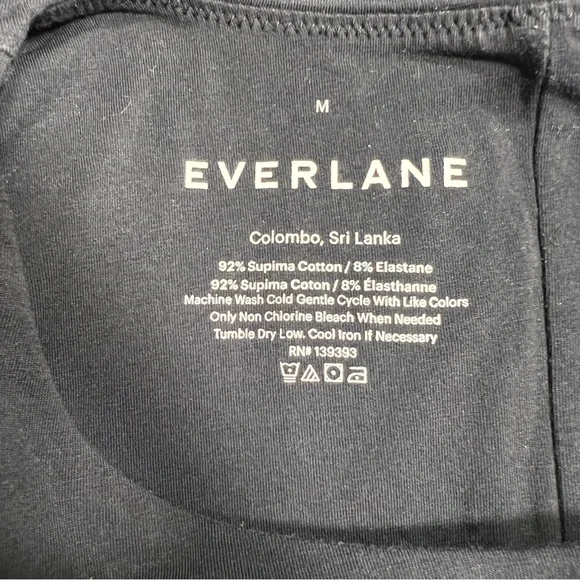 M
EVERLANE
Colombo, Sri Lanka
92% Supima Cotton / 8% Elastane
92% Supima Coton / 8% Élasthanne
Machine Wash Cold Gentle Cycle With Like Colors
Only Non Chlorine Bleach When Needed
Tumble Dry Low. Cool Iron If Necessary
RN# 139393